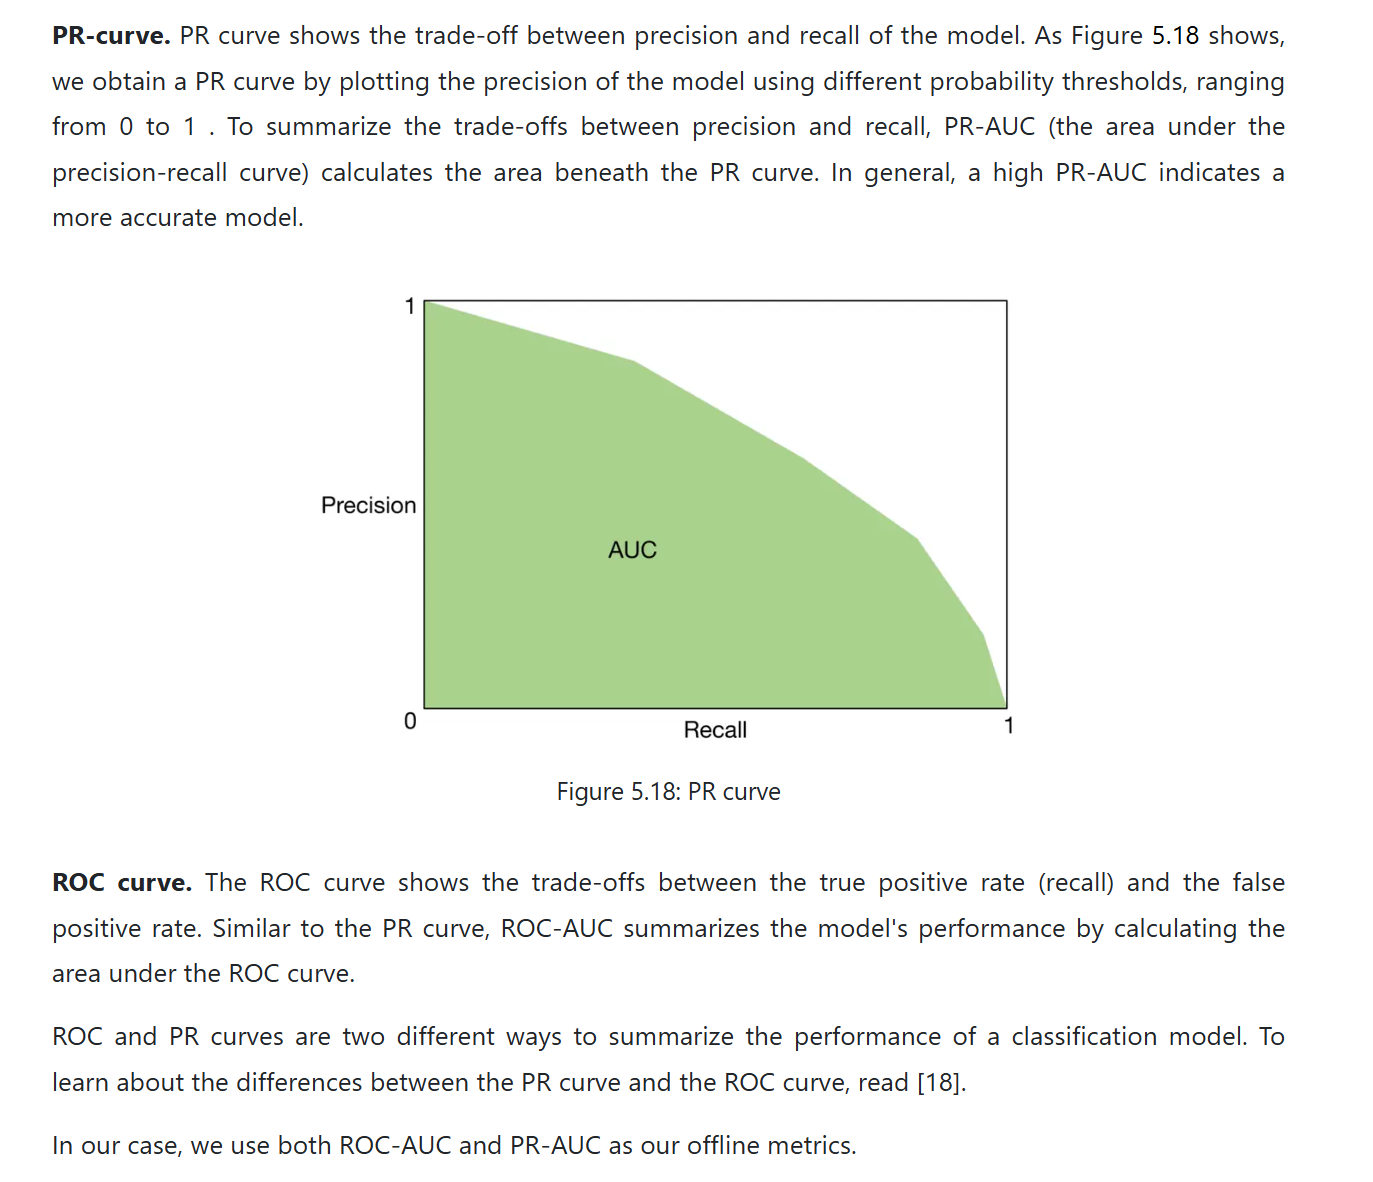 PR-curve. PR curve shows the trade-off between precision and recall of the model. As Figure 5.18 shows,
we obtain a PR curve by plotting the precision of the model using different probability thresholds, ranging
from 0 to 1 . To summarize the trade-offs between precision and recall, PR-AUC (the area under the
precision-recall curve) calculates the area beneath the PR curve. In general, a high PR-AUC indicates a
more accurate model.
1
Precision
AUC
0
Recall
1
Figure 5.18: PR curve
ROC curve. The ROC curve shows the trade-offs between the true positive rate (recall) and the false
positive rate. Similar to the PR curve, ROC-AUC summarizes the model's performance by calculating the
area under the ROC curve.
ROC and PR curves are two different ways to summarize the performance of a classification model. To
learn about the differences between the PR curve and the ROC curve, read [18].
In our case, we use both ROC-AUC and PR-AUC as our offline metrics.